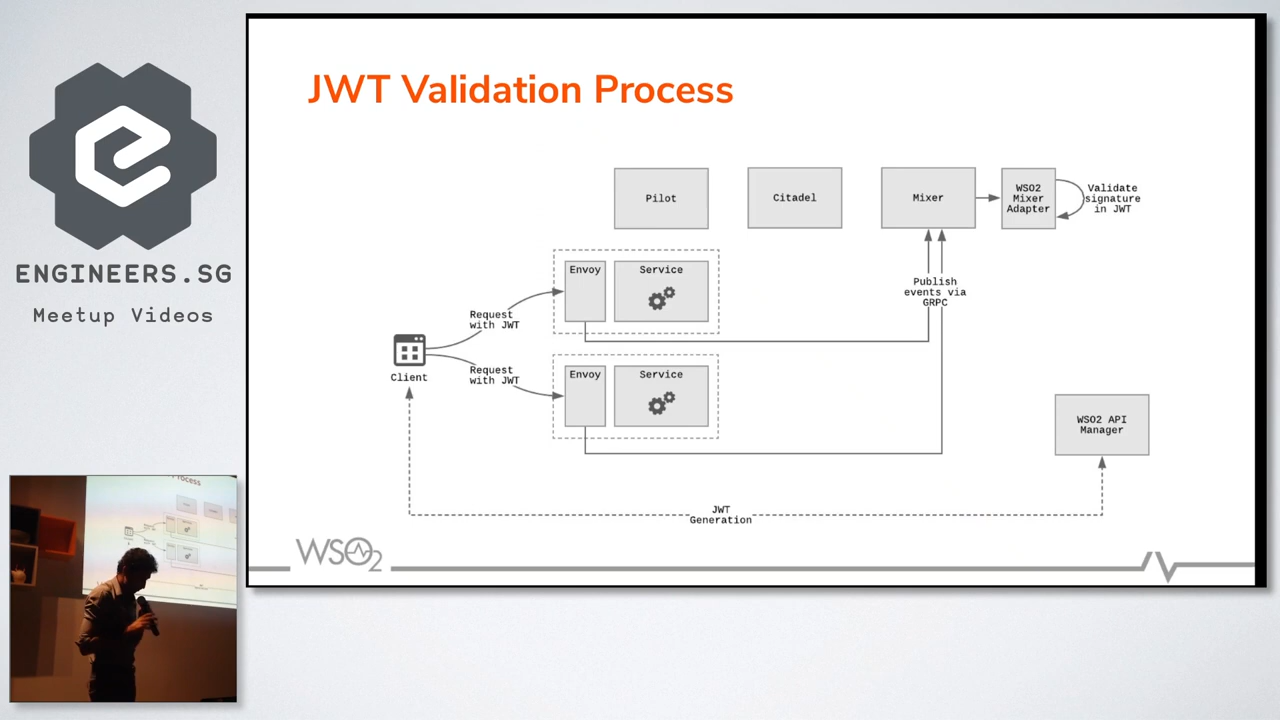 ENGINEERS.SG
Meetup Videos
JWT Validation Process
Pilot
Citadel
Mixer
WSO2
Mixer
Adapter
Validate
signature
in JWT
Envoy
Service
Publish
events via
GRPC
Request
with JWT
Client
Request
with JWT
Envoy
Service
WSO2 API
Manager
JWT
Generation
WSO2